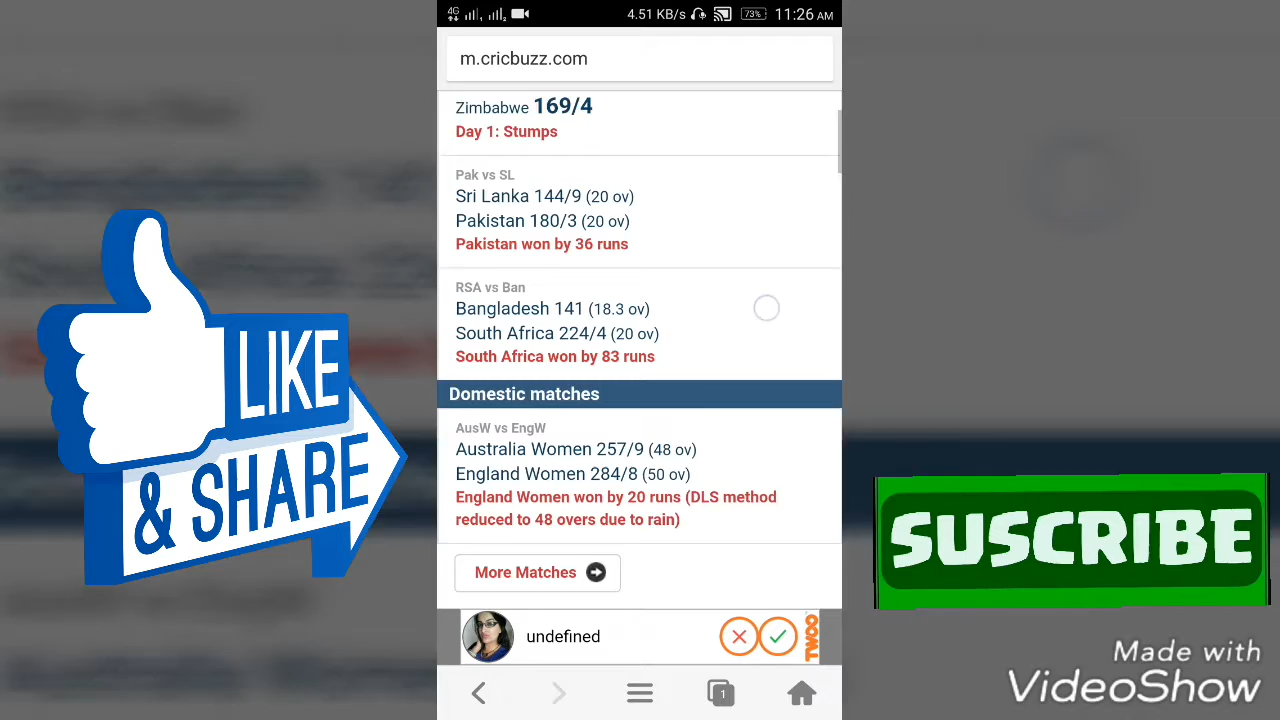 4G 4.51 KB/s 73% 11:26 AM
m.cricbuzz.com
Zimbabwe 169/4
Day 1: Stumps
Pak vs SL
Sri Lanka 144/9 (20 ov)
Pakistan 180/3 (20 ov)
Pakistan won by 36 runs
RSA vs Ban
Bangladesh 141 (18.3 ov)
South Africa 224/4 (20 ov)
South Africa won by 83 runs
Domestic matches
AusW vs EngW
Australia Women 257/9 (48 ov)
England Women 284/8 (50 ov)
England Women won by 20 runs (DLS method
reduced to 48 overs due to rain)
More Matches
undefined
TWOO
1
LIKE
& SHARE
SUSCRIBE
Made with
VideoShow